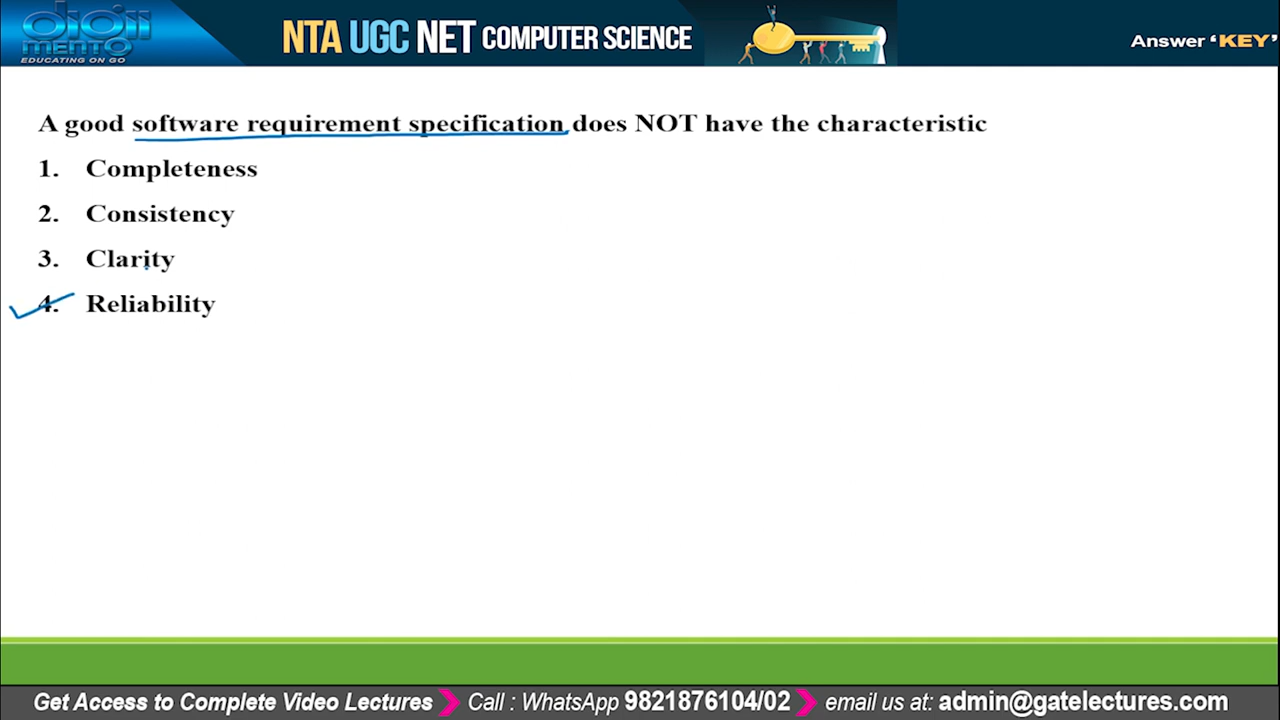 didji
MENTO
EDUCATING ON GO
NTA UGC NET COMPUTER SCIENCE
Answer ‘KEY’
A good software requirement specification does NOT have the characteristic
1. Completeness
2. Consistency
3. Clarity
4. Reliability
Get Access to Complete Video Lectures Call : WhatsApp 9821876104/02 email us at: admin@gatelectures.com